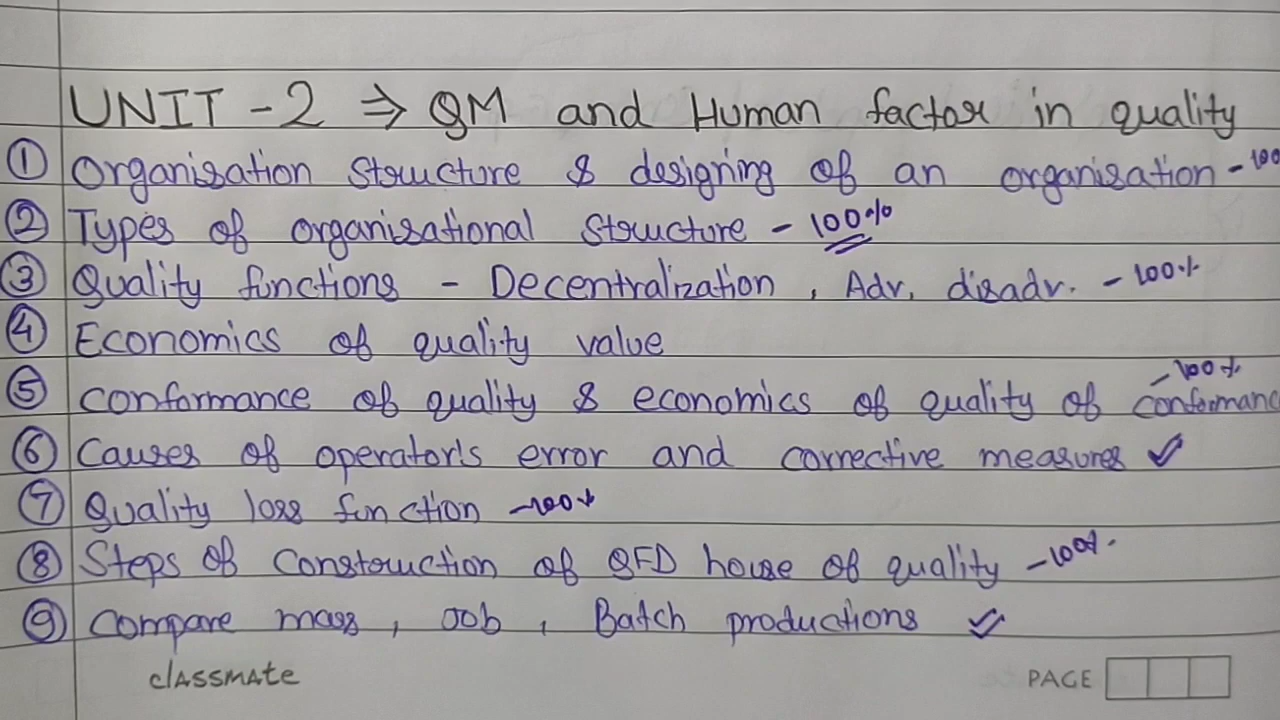 UNIT - 2 ⇒ QM and Human factor in quality
① Organisation Structure & designing of an organisation - 100
② Types of organisational Structure - 100%
③ Quality functions - Decentralization , Adv, disadv. - 100%
④ Economics of quality value
⑤ conformance of quality & economics of quality of conformanc - 100%
⑥ Causes of operator's error and corrective measures ✓
⑦ Quality loss function - 100%
⑧ Steps of Construction of QFD house of quality - 100%.
⑨ Compare mass , Job , Batch productions ✓
classmate PAGE